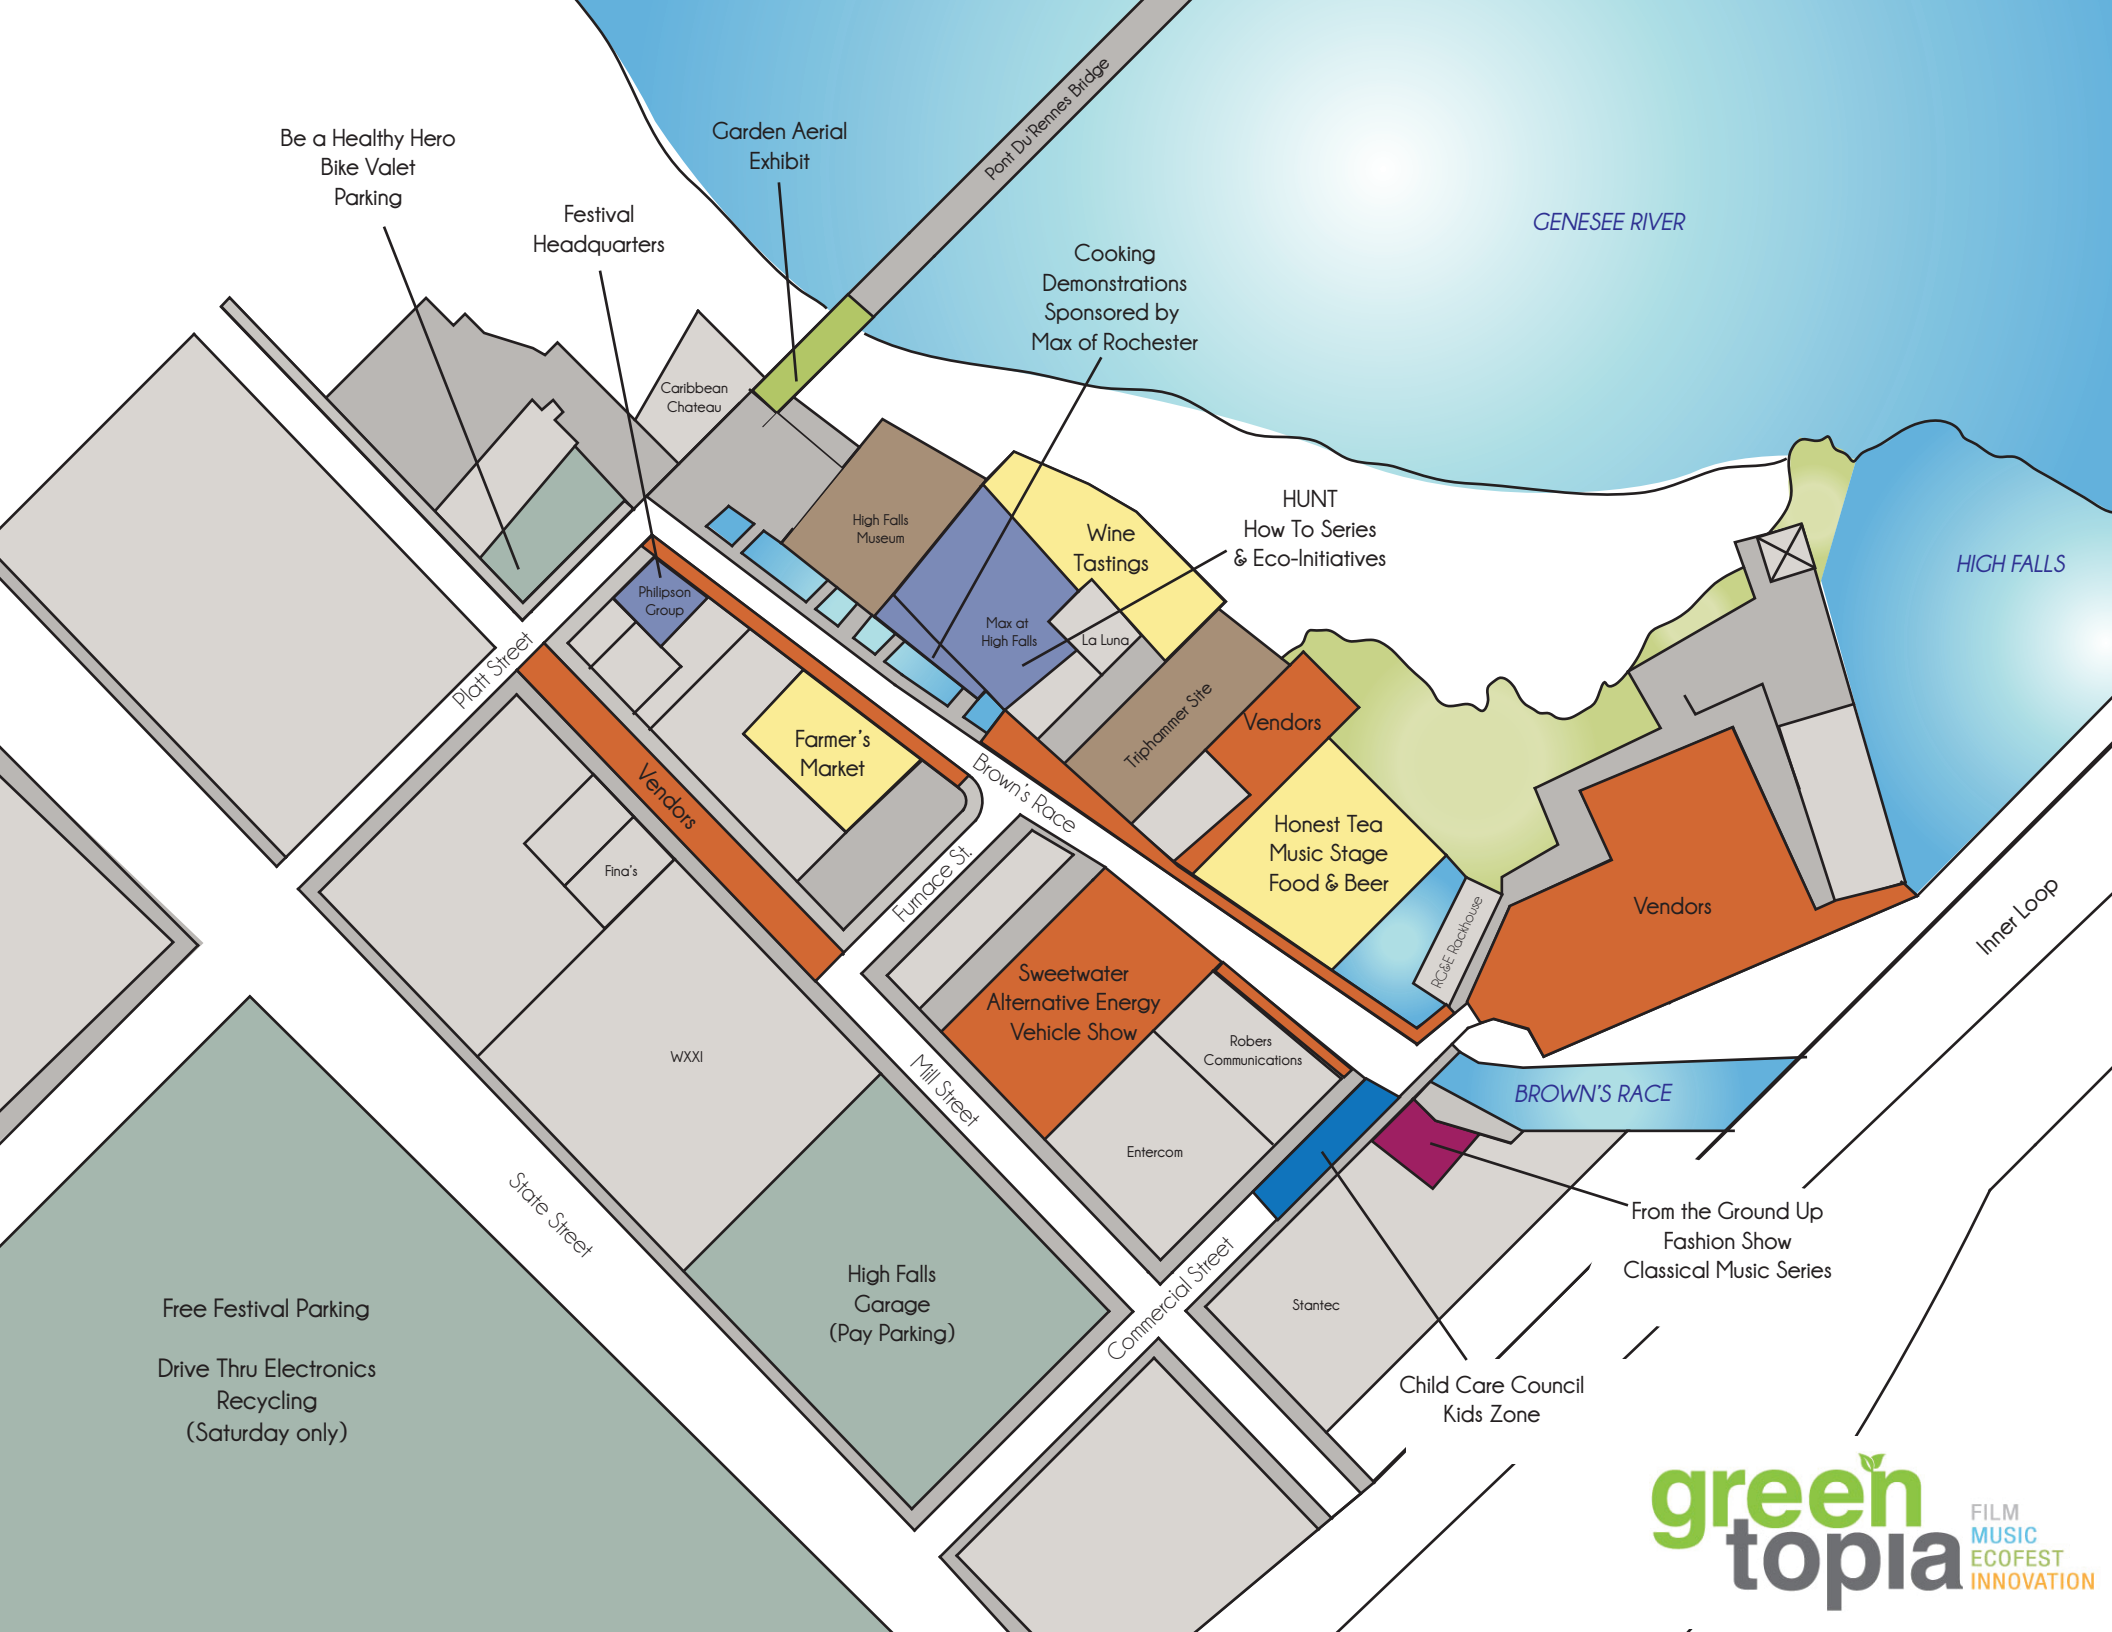 Pont Du'Rennes Bridge
Be a Healthy Hero
Bike Valet
Parking
Garden Aerial
Exhibit
Festival
Headquarters
GENESEE RIVER
Cooking
Demonstrations
Sponsored by
Max of Rochester
Caribbean
Chateau
HUNT
How To Series
& Eco-Initiatives
High Falls
Museum
Wine
Tastings
HIGH FALLS
Philipson
Group
Max at
High Falls
La Luna
Platt Street
Triphammer Site
Vendors
Farmer's
Market
Vendors
Brown's Race
Honest Tea
Music Stage
Food & Beer
Fina's
Furnace St.
RG&E Rackhouse
Vendors
Inner Loop
Sweetwater
Alternative Energy
Vehicle Show
WXXI
Robers
Communications
Mill Street
BROWN'S RACE
Entercom
State Street
From the Ground Up
Fashion Show
Classical Music Series
High Falls
Garage
(Pay Parking)
Commercial Street
Stantec
Free Festival Parking
Drive Thru Electronics
Recycling
(Saturday only)
Child Care Council
Kids Zone
green
topia
FILM
MUSIC
ECOFEST
INNOVATION